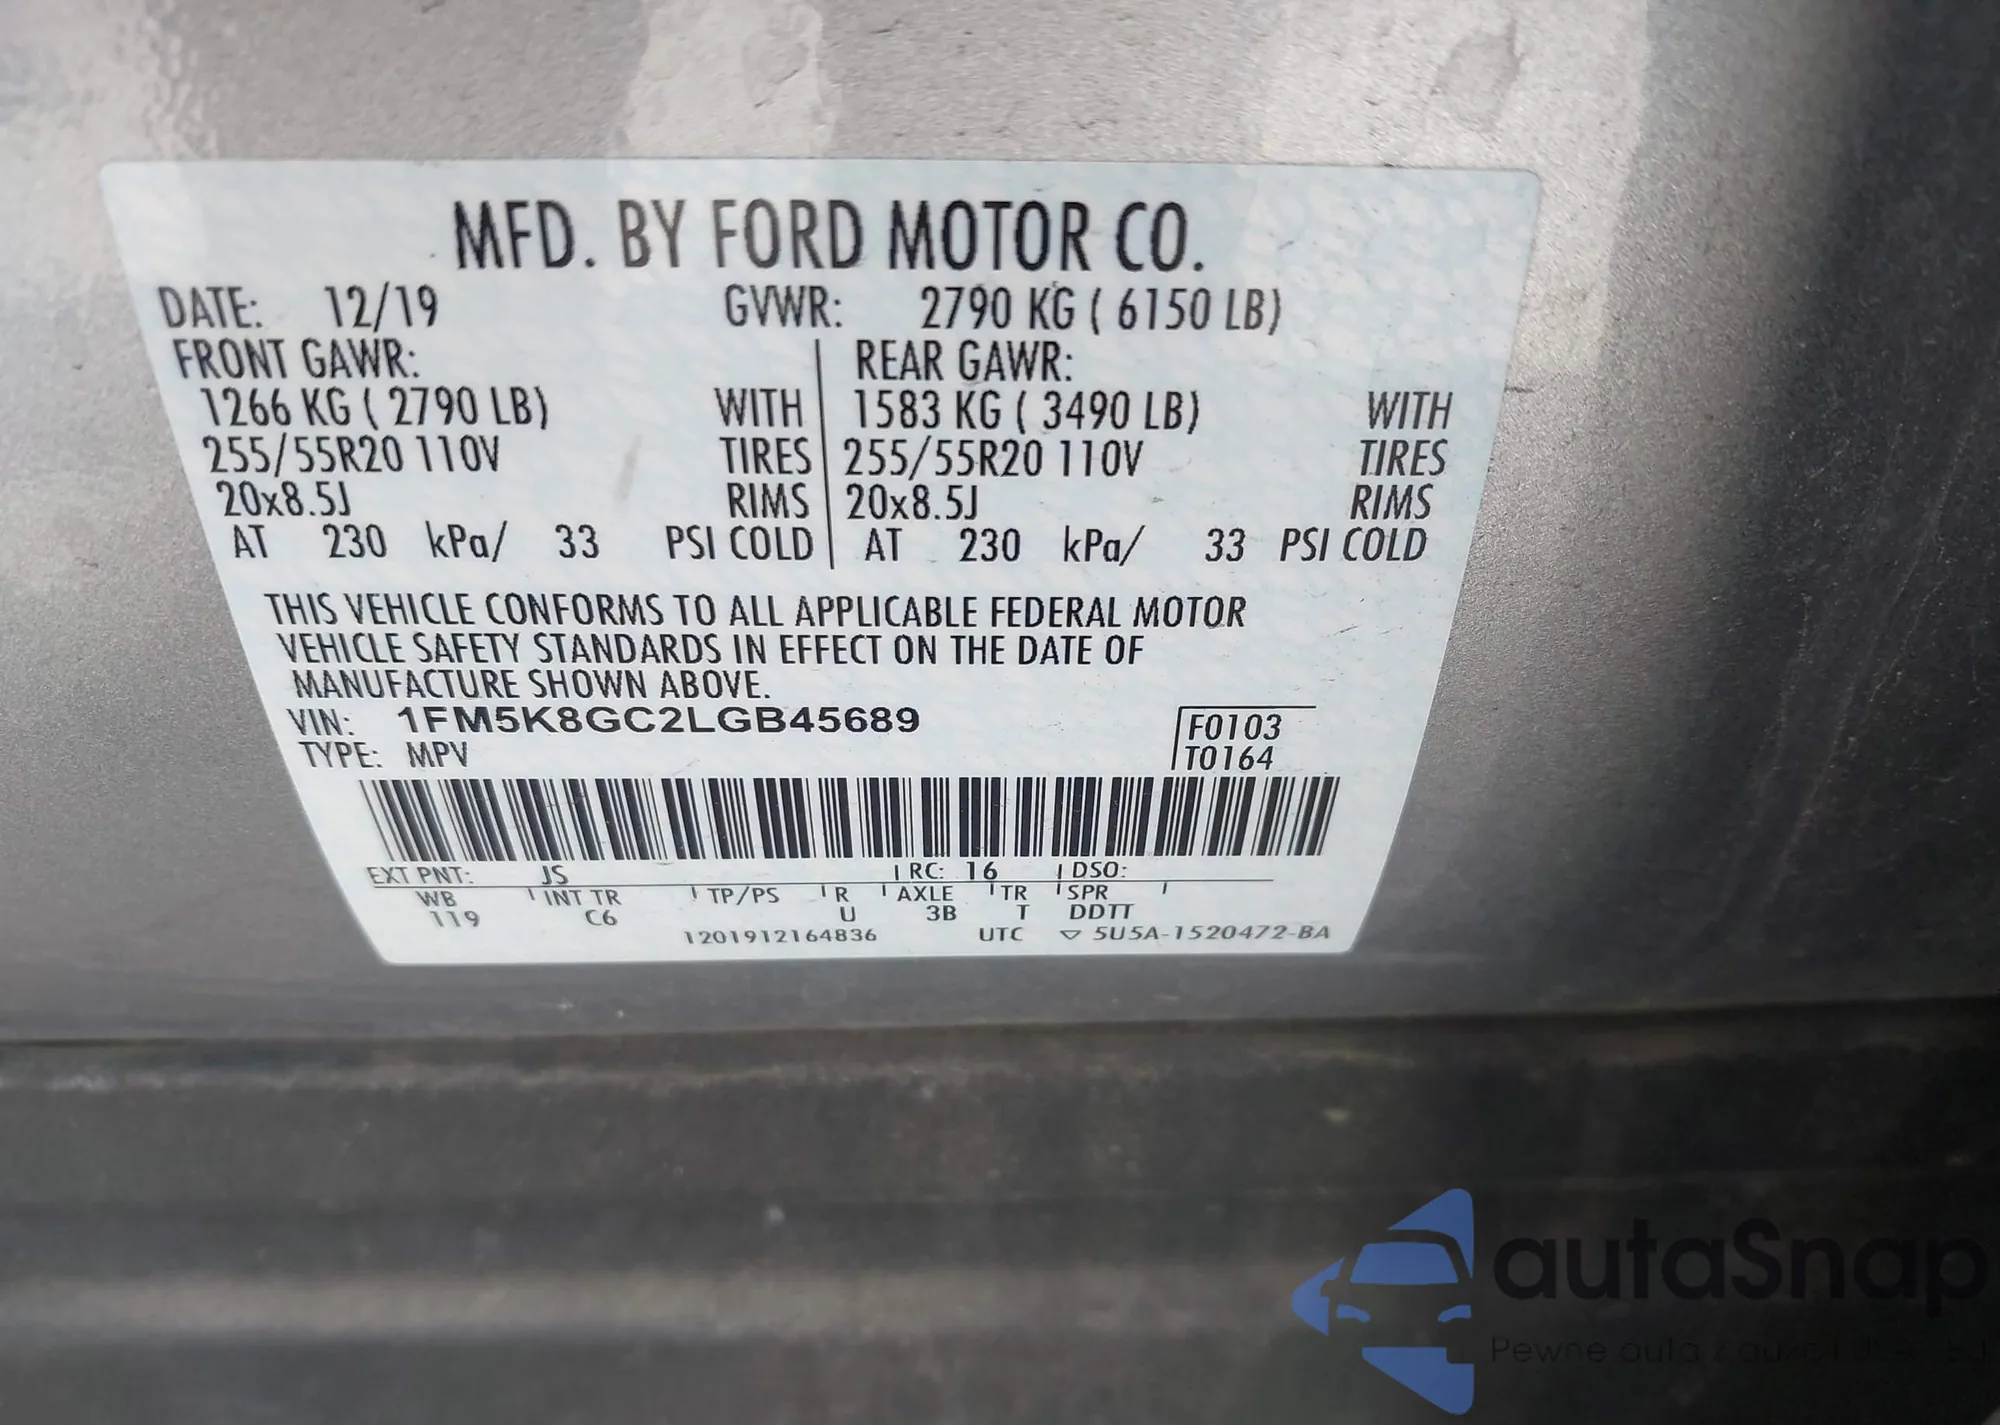 MFD. BY FORD MOTOR CO.
DATE: 12/19 GVWR: 2790 KG ( 6150 LB)
FRONT GAWR: REAR GAWR:
1266 KG ( 2790 LB) WITH 1583 KG ( 3490 LB) WITH
255/55R20 110V TIRES 255/55R20 110V TIRES
20x8.5J RIMS 20x8.5J RIMS
AT 230 kPa/ 33 PSI COLD AT 230 kPa/ 33 PSI COLD
THIS VEHICLE CONFORMS TO ALL APPLICABLE FEDERAL MOTOR
VEHICLE SAFETY STANDARDS IN EFFECT ON THE DATE OF
MANUFACTURE SHOWN ABOVE.
VIN: 1FM5K8GC2LGB45689 F0103
TYPE: MPV T0164
EXT PNT: JS RC: 16 DSO:
WB INT TR TP/PS R AXLE TR SPR
119 C6 U 3B T DDTT
1201912164836 UTC ▽ 5U5A-1520472-BA
autaSnap
Pewne auta z